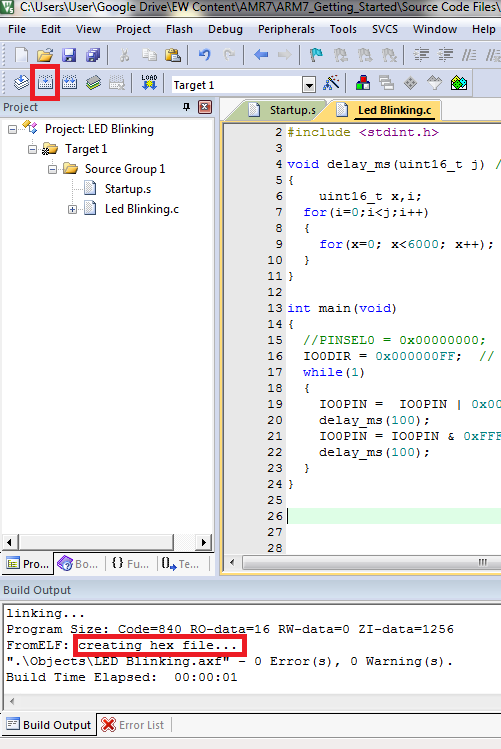 C:\Users\User\Google Drive\EW Content\AMR7\ARM7_Getting_Started\Source Code Files\
File Edit View Project Flash Debug Peripherals Tools SVCS Window Help
LOAD Target 1
Project
Project: LED Blinking
Target 1
Source Group 1
Startup.s
Led Blinking.c
Startup.s Led Blinking.c
2 #include <stdint.h>
3
4 void delay_ms(uint16_t j) /
5 {
6 uint16_t x,i;
7 for(i=0;i<j;i++)
8 {
9 for(x=0; x<6000; x++);
10 }
11 }
12
13 int main(void)
14 {
15 //PINSEL0 = 0x00000000;
16 IO0DIR = 0x000000FF; //
17 while(1)
18 {
19 IO0PIN = IO0PIN | 0x00
20 delay_ms(100);
21 IO0PIN = IO0PIN & 0xFFF
22 delay_ms(100);
23 }
24 }
25
26
27
28
Pro... Bo... {} Fu... Te...
Build Output
linking...
Program Size: Code=840 RO-data=16 RW-data=0 ZI-data=1256
FromELF: creating hex file...
".\Objects\LED Blinking.axf" - 0 Error(s), 0 Warning(s).
Build Time Elapsed: 00:00:01
Build Output Error List